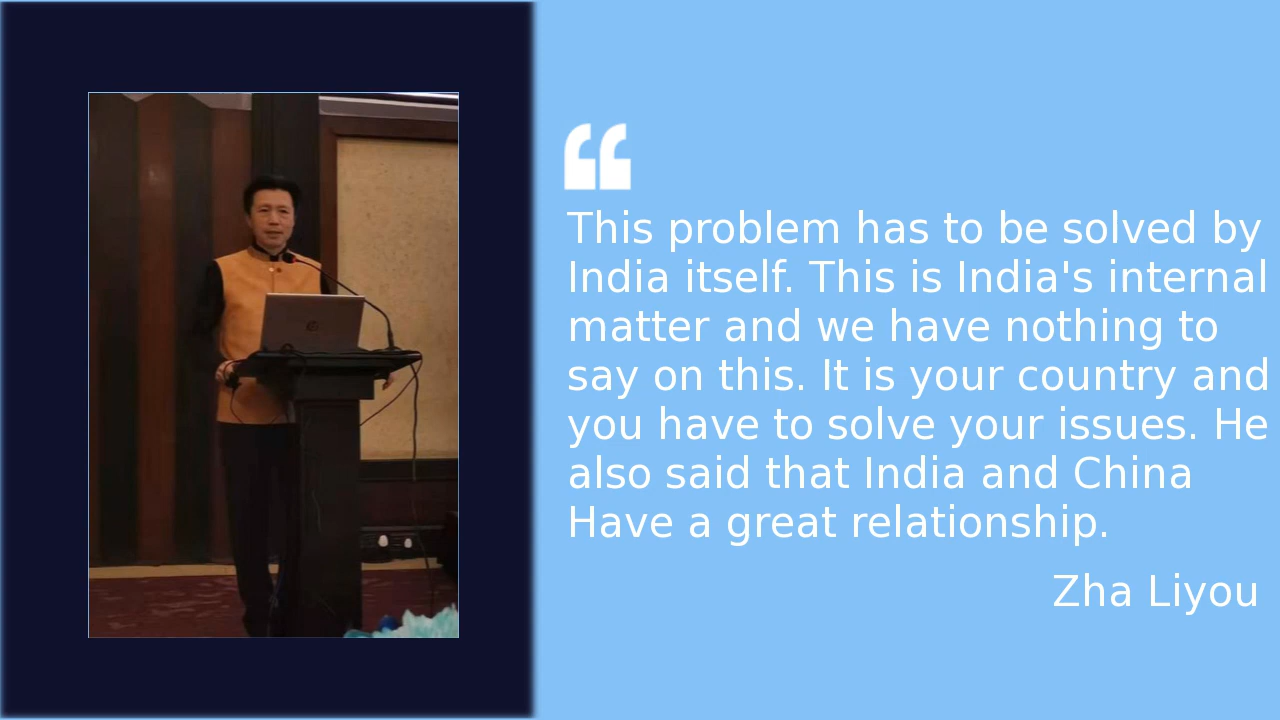 “
This problem has to be solved by
India itself. This is India's internal
matter and we have nothing to
say on this. It is your country and
you have to solve your issues. He
also said that India and China
Have a great relationship.
Zha Liyou